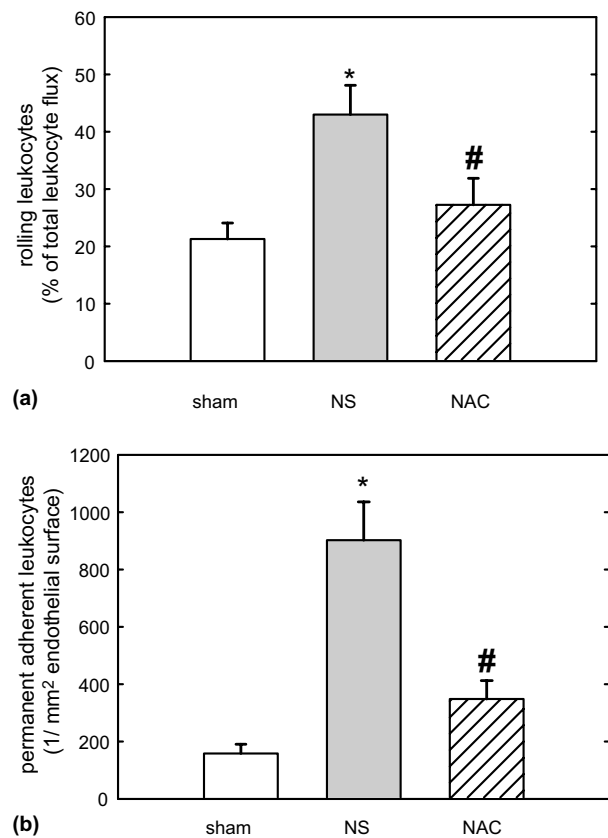 60
50
40
30
20
10
0
rolling leukocytes
(% of total leukocyte flux)
*
#
sham NS NAC
(a)
1200
1000
800
600
400
200
0
permanent adherent leukocytes
(1/ mm² endothelial surface)
*
#
sham NS NAC
(b)